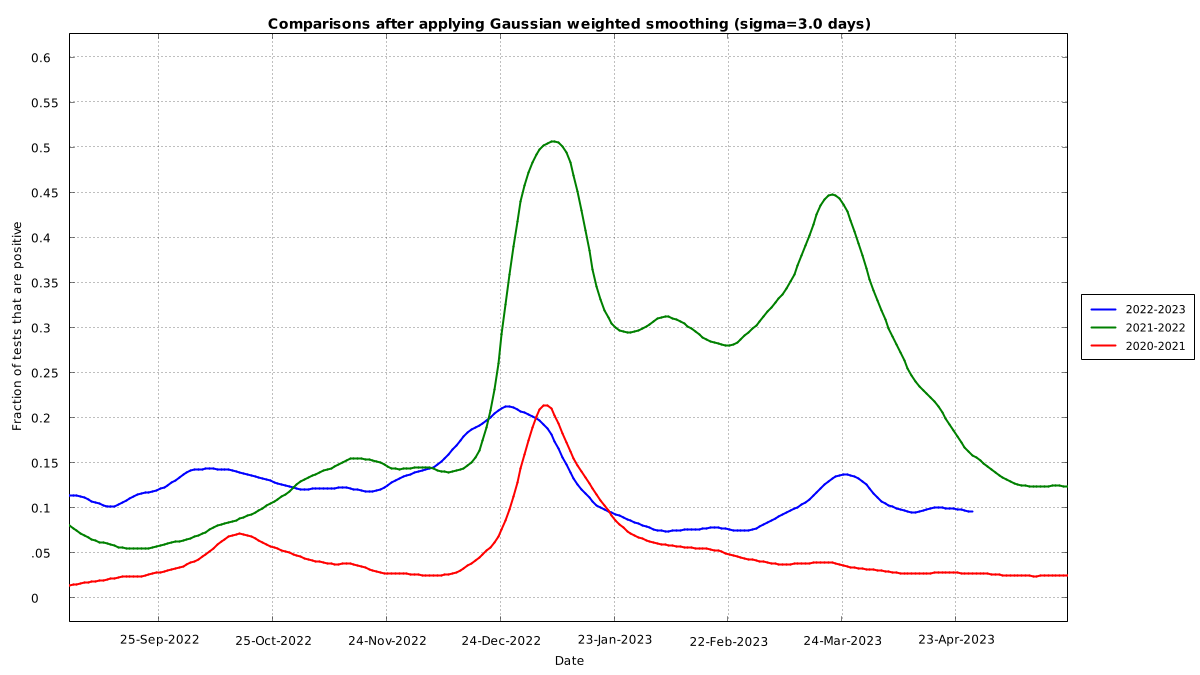 Comparisons after applying Gaussian weighted smoothing (sigma=3.0 days)
0.6
0.55
0.5
0.45
0.4
0.35
0.3
0.25
0.2
0.15
0.1
.05
0
Fraction of tests that are positive
25-Sep-2022
25-Oct-2022
24-Nov-2022
24-Dec-2022
23-Jan-2023
22-Feb-2023
24-Mar-2023
23-Apr-2023
Date
2022-2023
2021-2022
2020-2021